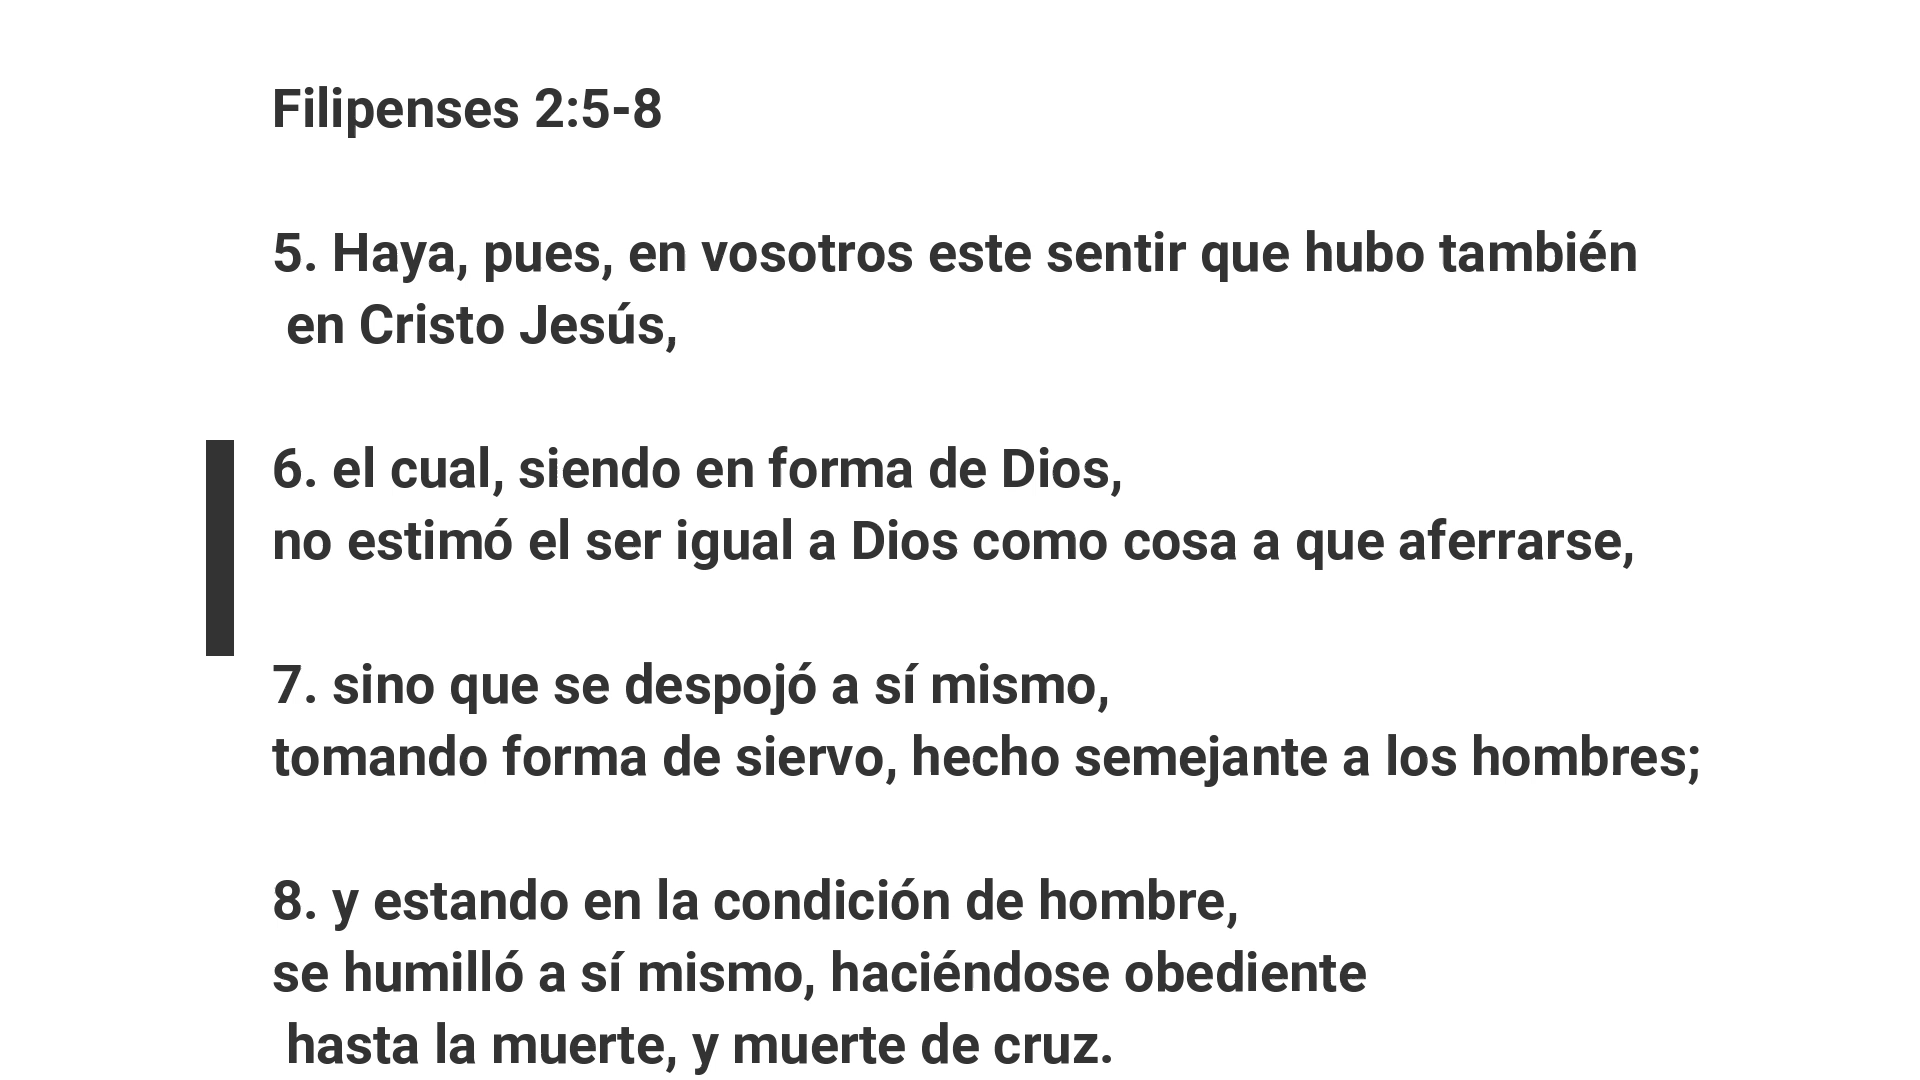 Filipenses 2:5-8
5. Haya, pues, en vosotros este sentir que hubo también
en Cristo Jesús,
6. el cual, siendo en forma de Dios,
no estimó el ser igual a Dios como cosa a que aferrarse,
7. sino que se despojó a sí mismo,
tomando forma de siervo, hecho semejante a los hombres;
8. y estando en la condición de hombre,
se humilló a sí mismo, haciéndose obediente
hasta la muerte, y muerte de cruz.